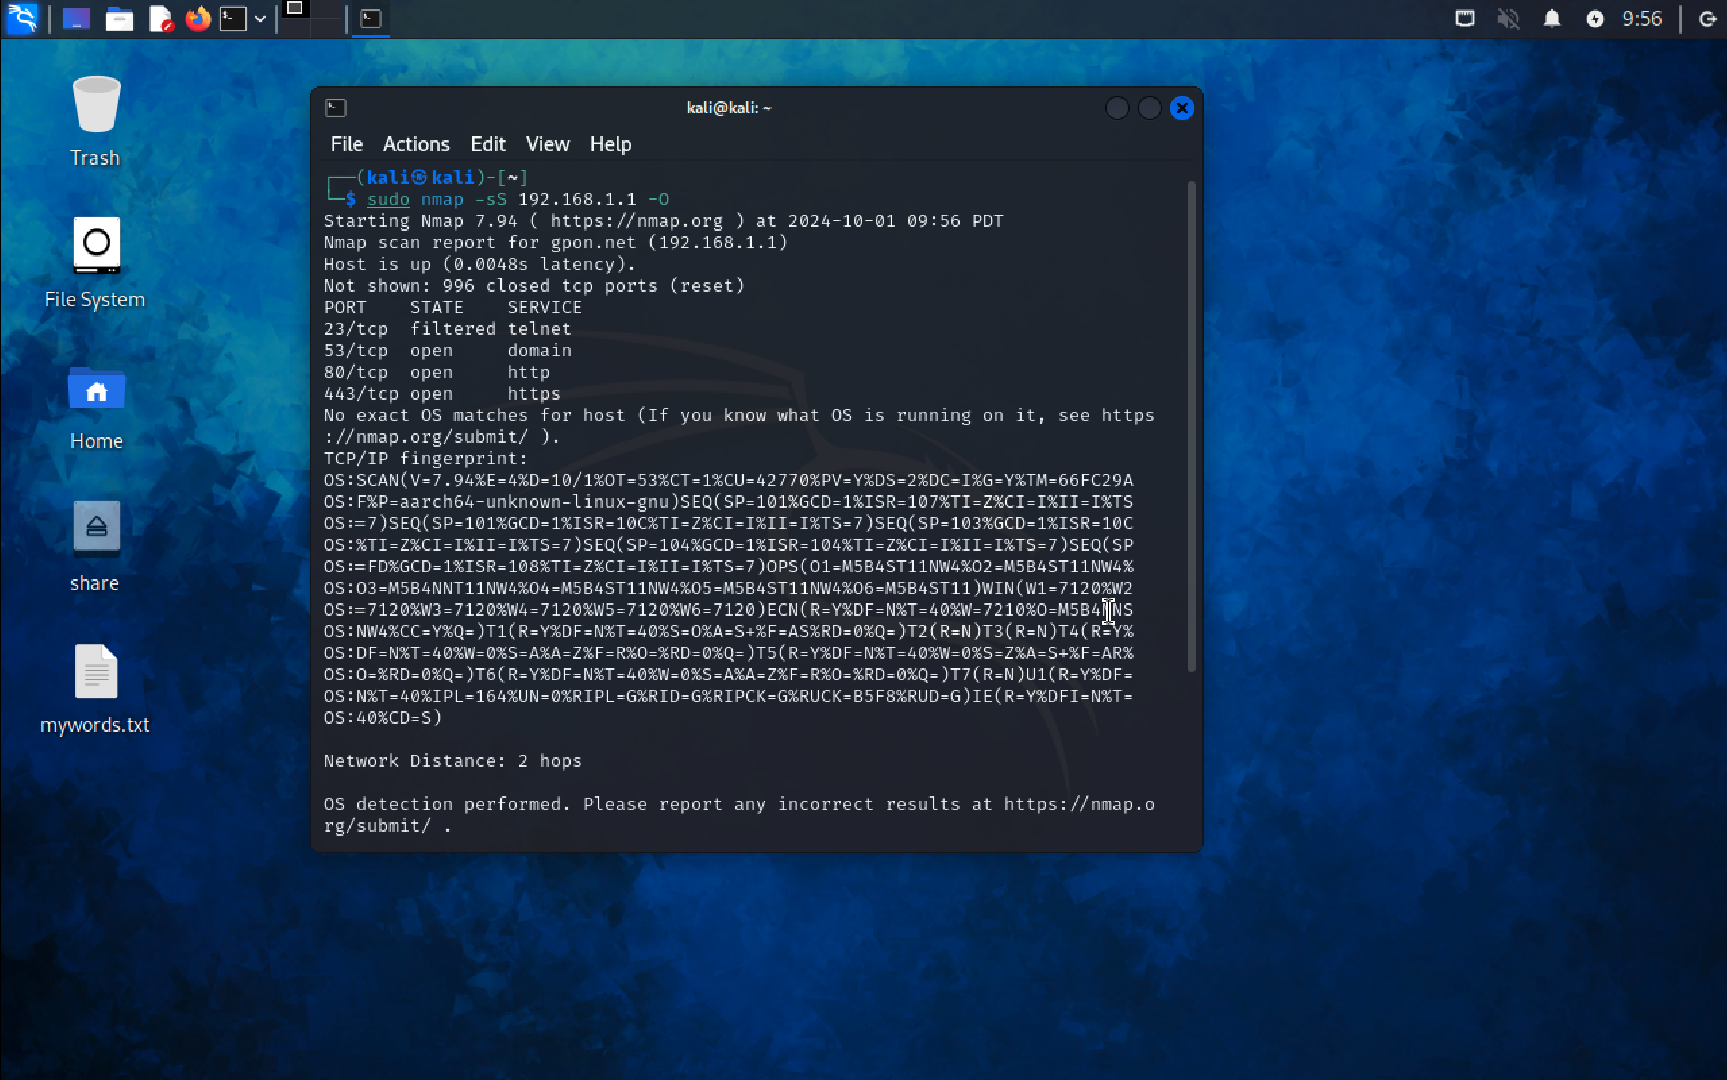 9:56
Trash
File System
Home
share
mywords.txt
kali@kali: ~
File Actions Edit View Help
┌──(kali㉿kali)-[~]
└─$ sudo nmap -sS 192.168.1.1 -O
Starting Nmap 7.94 ( https://nmap.org ) at 2024-10-01 09:56 PDT
Nmap scan report for gpon.net (192.168.1.1)
Host is up (0.0048s latency).
Not shown: 996 closed tcp ports (reset)
PORT    STATE    SERVICE
23/tcp  filtered telnet
53/tcp  open     domain
80/tcp  open     http
443/tcp open     https
No exact OS matches for host (If you know what OS is running on it, see https
://nmap.org/submit/ ).
TCP/IP fingerprint:
OS:SCAN(V=7.94%E=4%D=10/1%OT=53%CT=1%CU=42770%PV=Y%DS=2%DC=I%G=Y%TM=66FC29A
OS:F%P=aarch64-unknown-linux-gnu)SEQ(SP=101%GCD=1%ISR=107%TI=Z%CI=I%II=I%TS
OS:=7)SEQ(SP=101%GCD=1%ISR=10C%TI=Z%CI=I%II=I%TS=7)SEQ(SP=103%GCD=1%ISR=10C
OS:%TI=Z%CI=I%II=I%TS=7)SEQ(SP=104%GCD=1%ISR=104%TI=Z%CI=I%II=I%TS=7)SEQ(SP
OS:=FD%GCD=1%ISR=108%TI=Z%CI=I%II=I%TS=7)OPS(O1=M5B4ST11NW4%O2=M5B4ST11NW4%
OS:O3=M5B4NNT11NW4%O4=M5B4ST11NW4%O5=M5B4ST11NW4%O6=M5B4ST11)WIN(W1=7120%W2
OS:=7120%W3=7120%W4=7120%W5=7120%W6=7120)ECN(R=Y%DF=N%T=40%W=7210%O=M5B4NNS
OS:NW4%CC=Y%Q=)T1(R=Y%DF=N%T=40%S=O%A=S+%F=AS%RD=0%Q=)T2(R=N)T3(R=N)T4(R=Y%
OS:DF=N%T=40%W=0%S=A%A=Z%F=R%O=%RD=0%Q=)T5(R=Y%DF=N%T=40%W=0%S=Z%A=S+%F=AR%
OS:O=%RD=0%Q=)T6(R=Y%DF=N%T=40%W=0%S=A%A=Z%F=R%O=%RD=0%Q=)T7(R=N)U1(R=Y%DF=
OS:N%T=40%IPL=164%UN=0%RIPL=G%RID=G%RIPCK=G%RUCK=B5F8%RUD=G)IE(R=Y%DFI=N%T=
OS:40%CD=S)
Network Distance: 2 hops
OS detection performed. Please report any incorrect results at https://nmap.o
rg/submit/ .